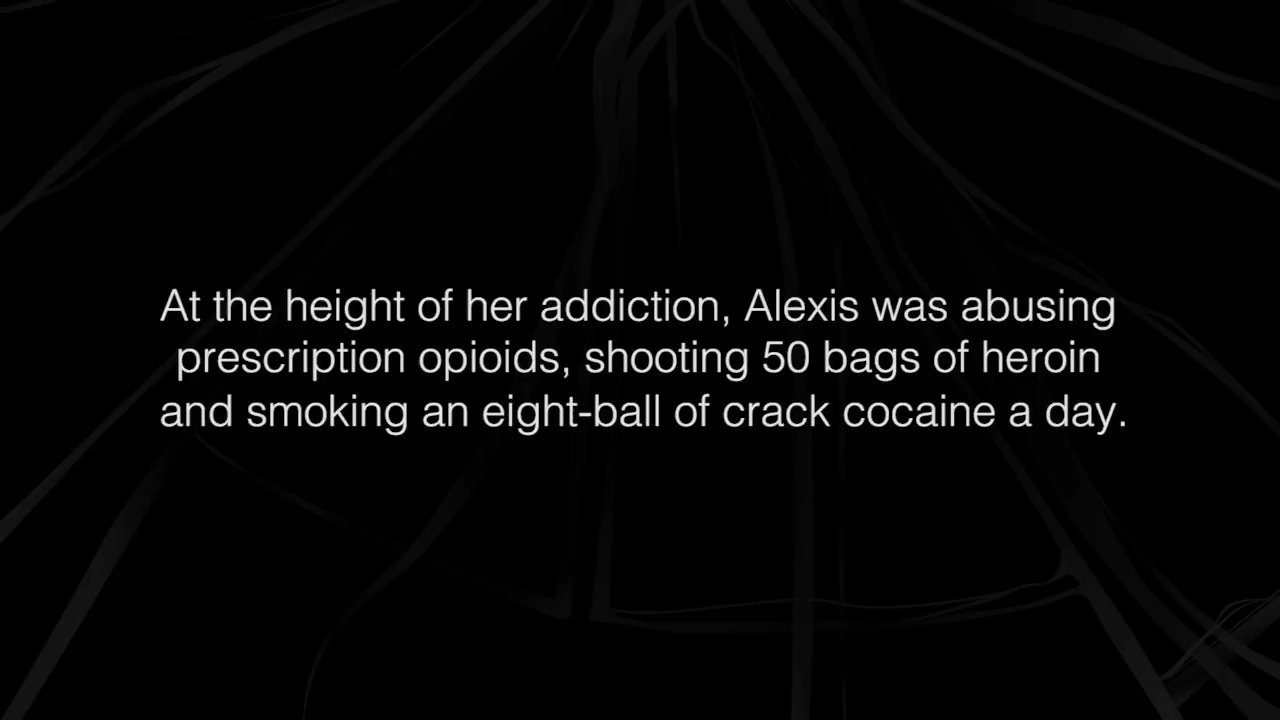 At the height of her addiction, Alexis was abusing
prescription opioids, shooting 50 bags of heroin
and smoking an eight-ball of crack cocaine a day.